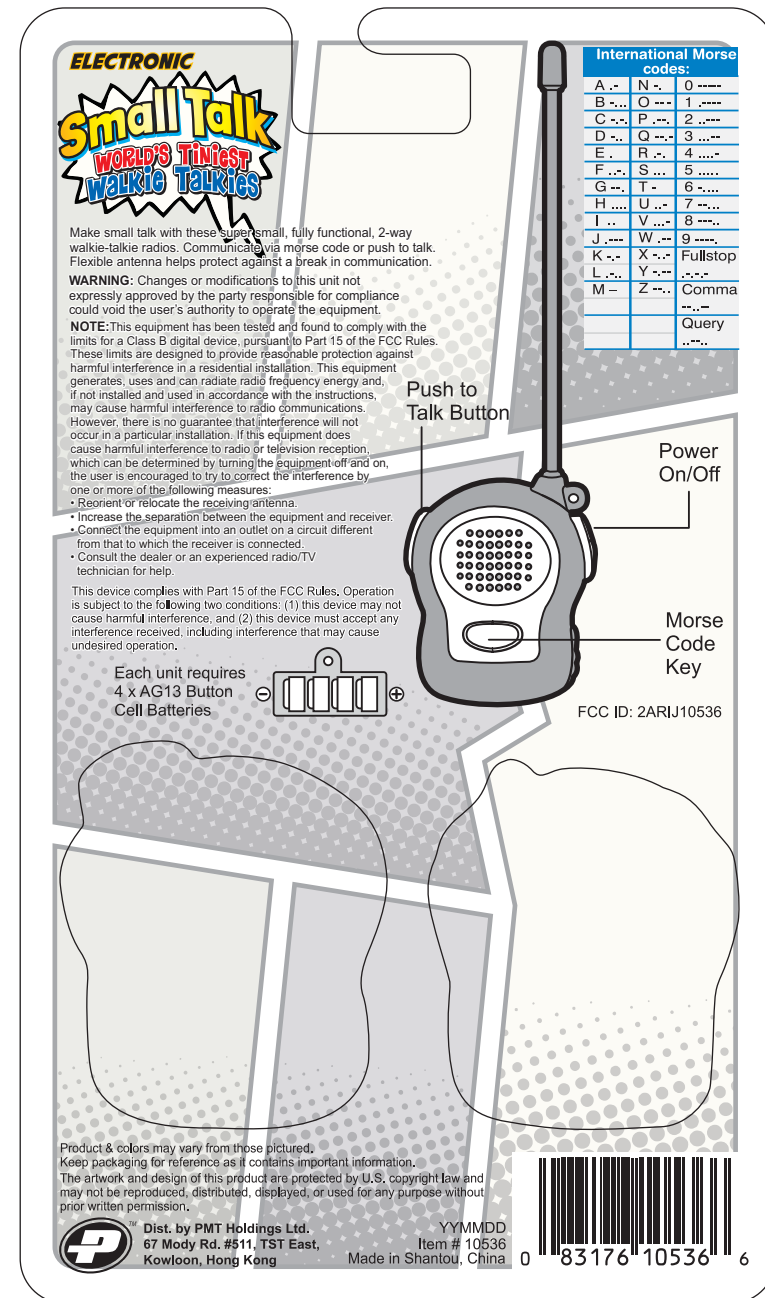 ELECTRONIC
Small Talk
WORLD'S TINIEST
WALKIE TALKIES
Make small talk with these super small, fully functional, 2-way
walkie-talkie radios. Communicate via morse code or push to talk.
Flexible antenna helps protect against a break in communication.
WARNING: Changes or modifications to this unit not
expressly approved by the party responsible for compliance
could void the user's authority to operate the equipment.
NOTE:This equipment has been tested and found to comply with the
limits for a Class B digital device, pursuant to Part 15 of the FCC Rules.
These limits are designed to provide reasonable protection against
harmful interference in a residential installation. This equipment
generates, uses and can radiate radio frequency energy and,
if not installed and used in accordance with the instructions,
may cause harmful interference to radio communications.
However, there is no guarantee that interference will not
occur in a particular installation. If this equipment does
cause harmful interference to radio or television reception,
which can be determined by turning the equipment off and on,
the user is encouraged to try to correct the interference by
one or more of the following measures:
• Reorient or relocate the receiving antenna.
• Increase the separation between the equipment and receiver.
• Connect the equipment into an outlet on a circuit different
from that to which the receiver is connected.
• Consult the dealer or an experienced radio/TV
technician for help.
This device complies with Part 15 of the FCC Rules. Operation
is subject to the following two conditions: (1) this device may not
cause harmful interference, and (2) this device must accept any
interference received, including interference that may cause
undesired operation.
Each unit requires
4 x AG13 Button
Cell Batteries
International Morse
codes:
A .- N -. 0 -----
B -... O --- 1 .----
C -.-. P .--. 2 ..---
D -.. Q --.- 3 ...--
E . R .-. 4 ....-
F ..-. S ... 5 .....
G --. T - 6 -....
H .... U ..- 7 --...
I .. V ...- 8 ---..
J .--- W .-- 9 ----.
K -.- X -..- Fullstop
L .-.. Y -.-- .-.-.-
M – Z --.. Comma
--..–
Query
..--..
Push to
Talk Button
Power
On/Off
Morse
Code
Key
FCC ID: 2ARIJ10536
Product & colors may vary from those pictured.
Keep packaging for reference as it contains important information.
The artwork and design of this product are protected by U.S. copyright law and
may not be reproduced, distributed, displayed, or used for any purpose without
prior written permission.
P TM
Dist. by PMT Holdings Ltd.
67 Mody Rd. #511, TST East,
Kowloon, Hong Kong
YYMMDD
Item # 10536
Made in Shantou, China
0 83176 10536 6